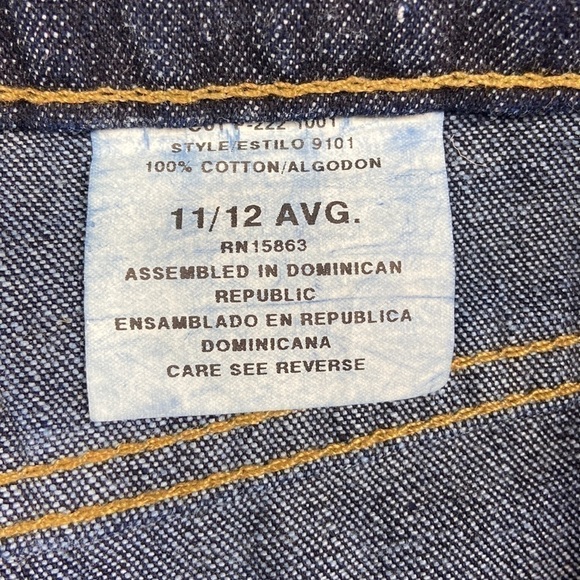 STYLE/ESTILO 9101
100% COTTON/ALGODON
11/12 AVG.
RN15863
ASSEMBLED IN DOMINICAN
REPUBLIC
ENSAMBLADO EN REPUBLICA
DOMINICANA
CARE SEE REVERSE